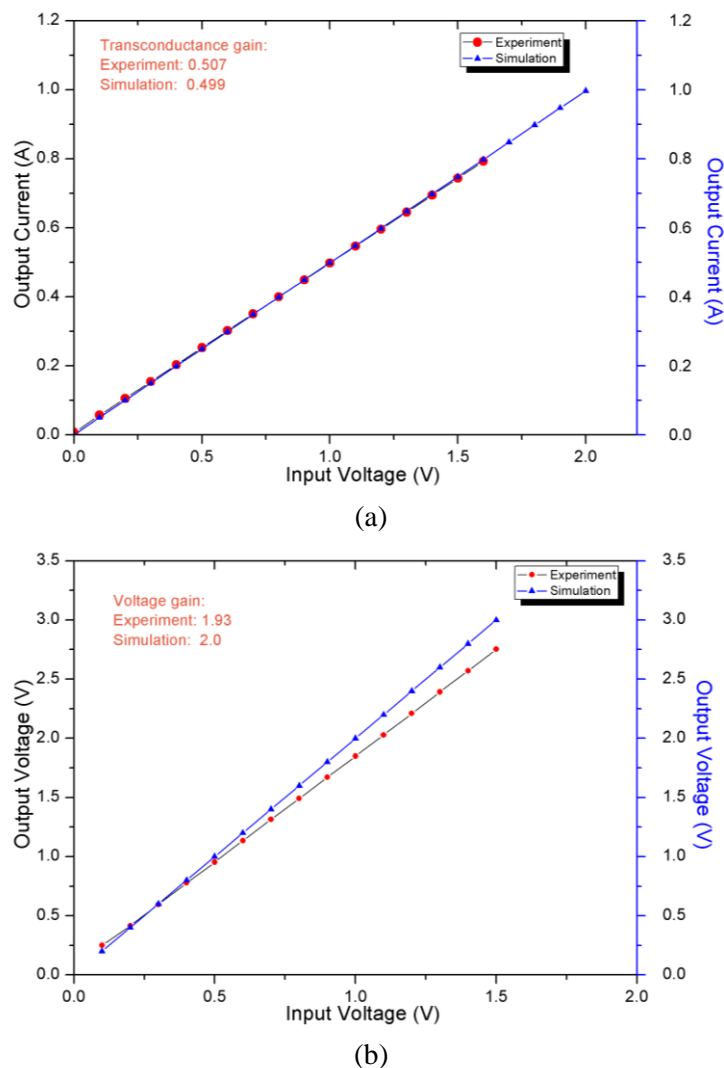 Transconductance gain:
Experiment: 0.507
Simulation: 0.499
Experiment
Simulation
1.2
1.0
0.8
0.6
0.4
0.2
0.0
Output Current (A)
1.2
1.0
0.8
0.6
0.4
0.2
0.0
Output Current (A)
0.0 0.5 1.0 1.5 2.0
Input Voltage (V)
(a)
Voltage gain:
Experiment: 1.93
Simulation: 2.0
Experiment
Simulation
3.5
3.0
2.5
2.0
1.5
1.0
0.5
0.0
Output Voltage (V)
3.5
3.0
2.5
2.0
1.5
1.0
0.5
0.0
Output Voltage (V)
0.0 0.5 1.0 1.5 2.0
Input Voltage (V)
(b)